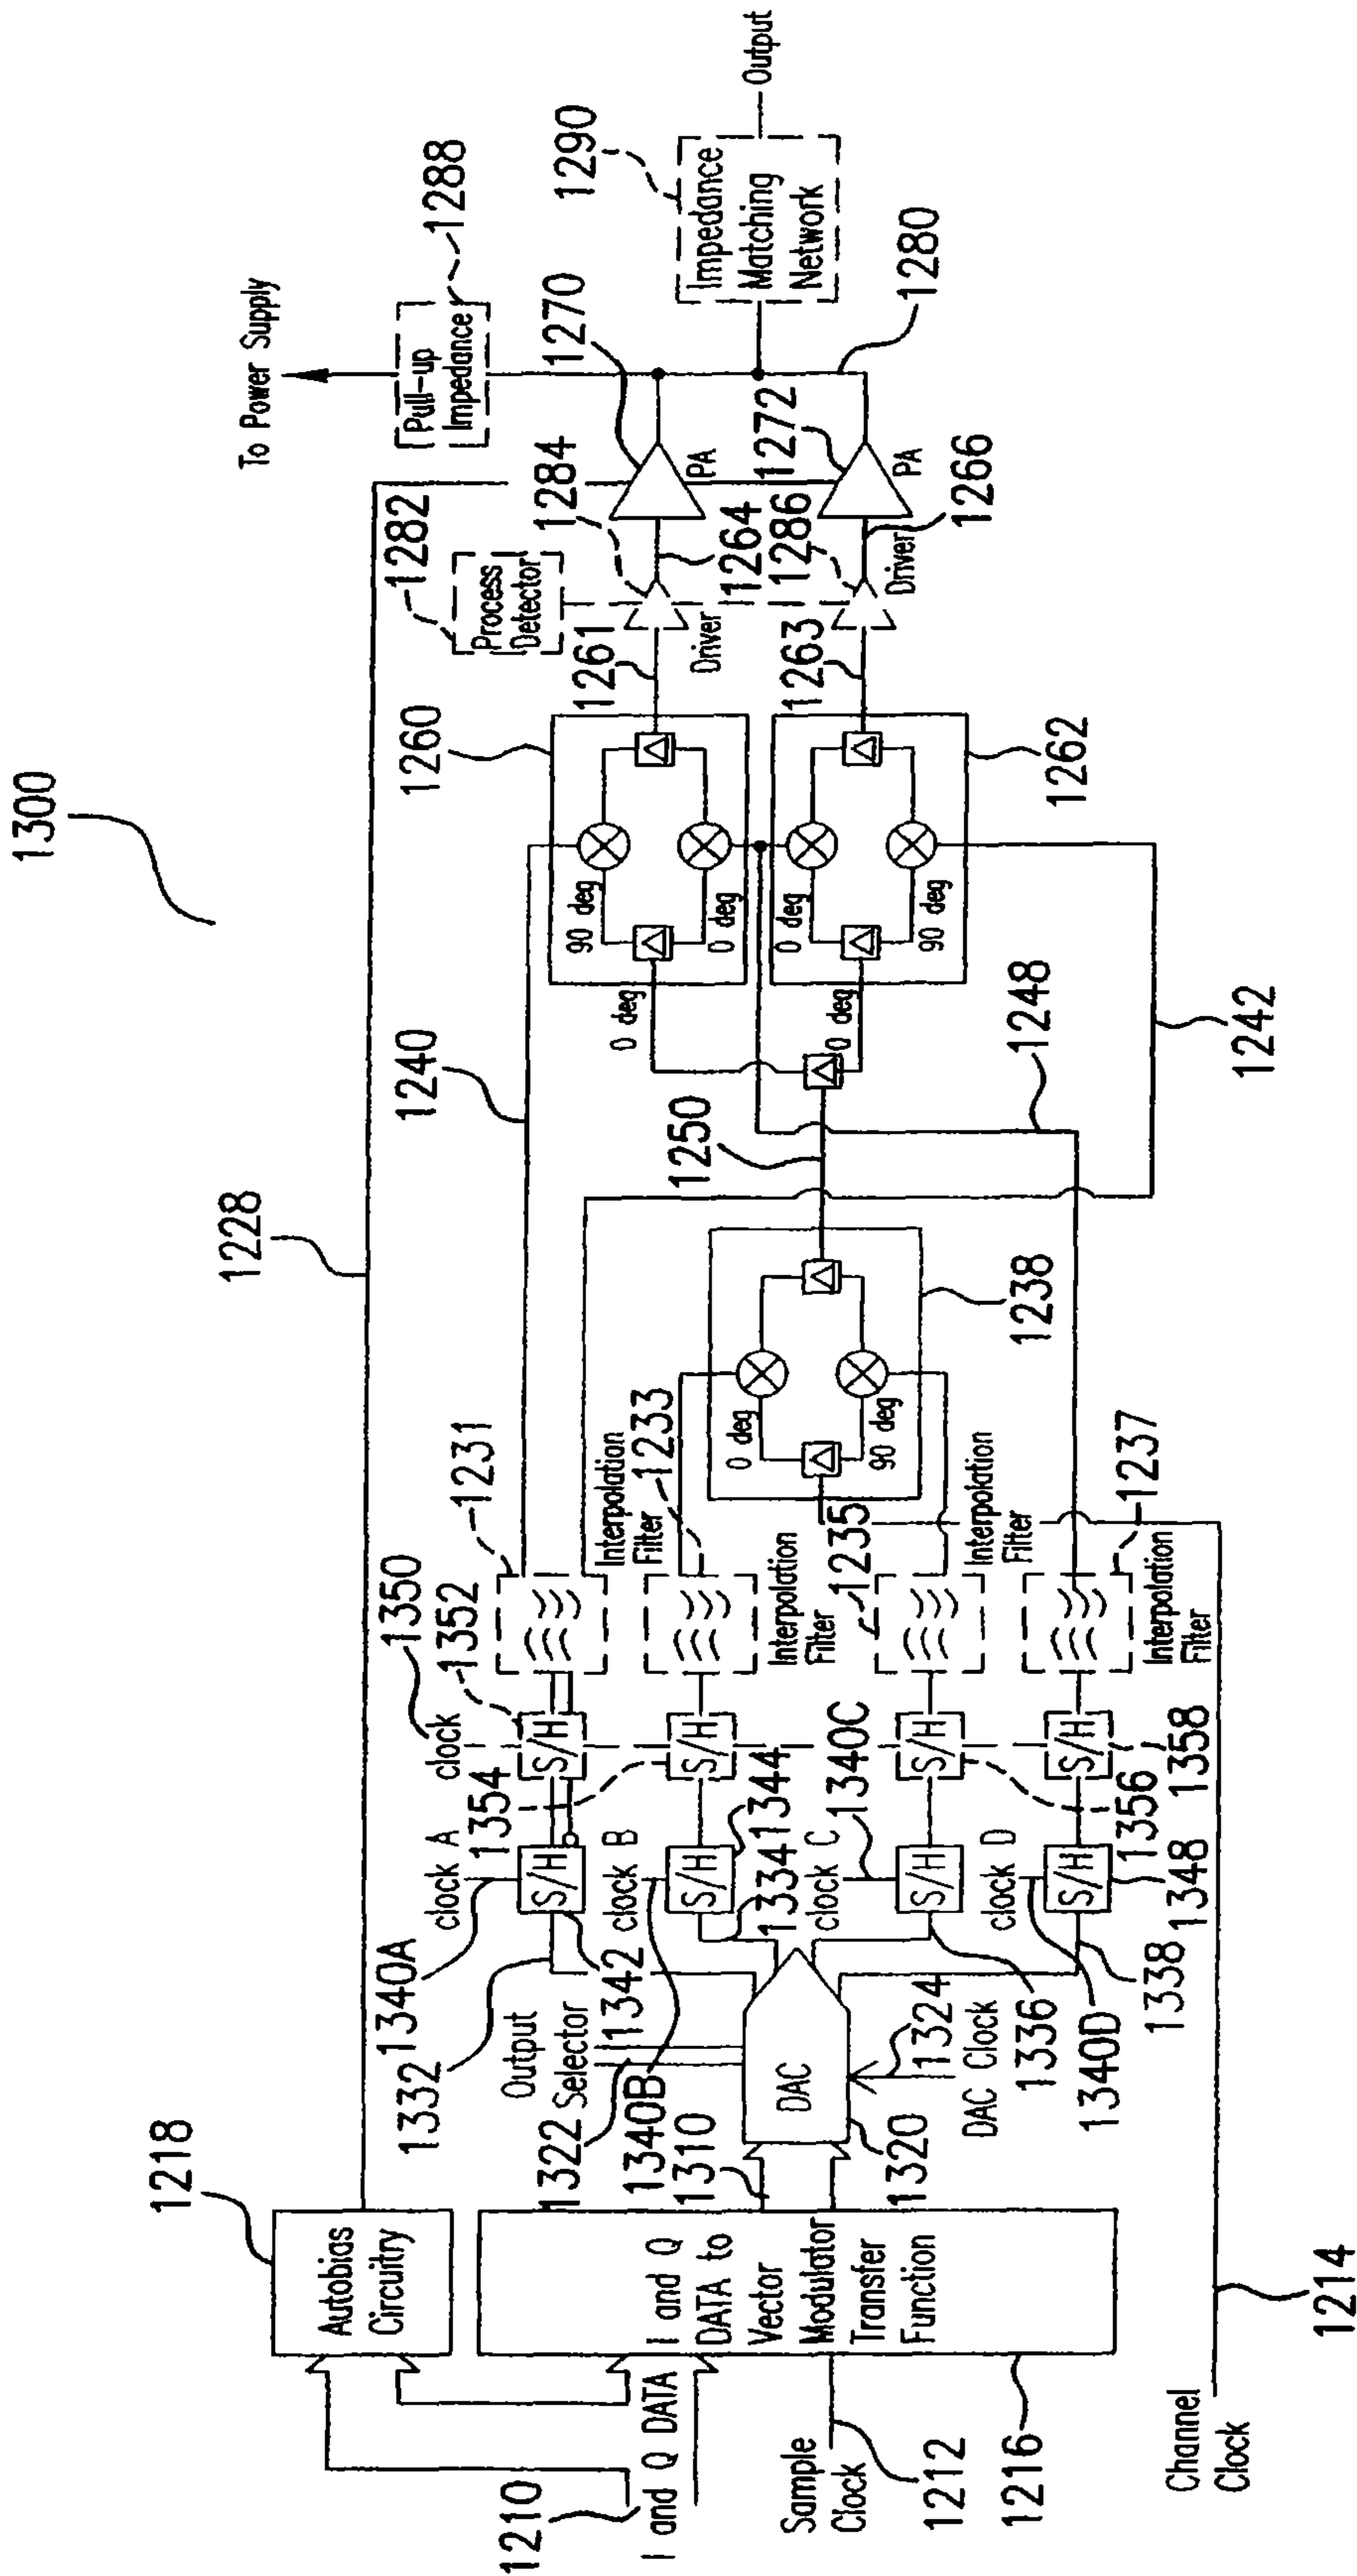 1300
1218
Autobias
Circuitry
1228
1210
I and Q DATA
Sample
Clock
1212
1216
I and Q
DATA to
Vector
Modulator
Transfer
Function
Channel
Clock
1214
1310
1320
DAC
1322
Output
Selector
1324
DAC Clock
1332
1334
1336
1338
1340A
clock A
1340B
clock B
1340C
clock C
1340D
clock D
1342
S/H
1344
S/H
S/H
1348
S/H
1350
clock
1352
S/H
1354
S/H
1356
S/H
1358
S/H
1231
Interpolation
Filter
1233
Interpolation
Filter
1235
Interpolation
Filter
1237
Interpolation
Filter
1238
0 deg
90 deg
1240
1250
1248
1242
0 deg
0 deg
1260
90 deg
0 deg
1262
0 deg
90 deg
1261
1263
1282
Process
Detector
1284
Driver
1264
1286
Driver
1266
1270
PA
1272
PA
1280
To Power Supply
Pull-up
Impedance
1288
1290
Impedance
Matching
Network
Output